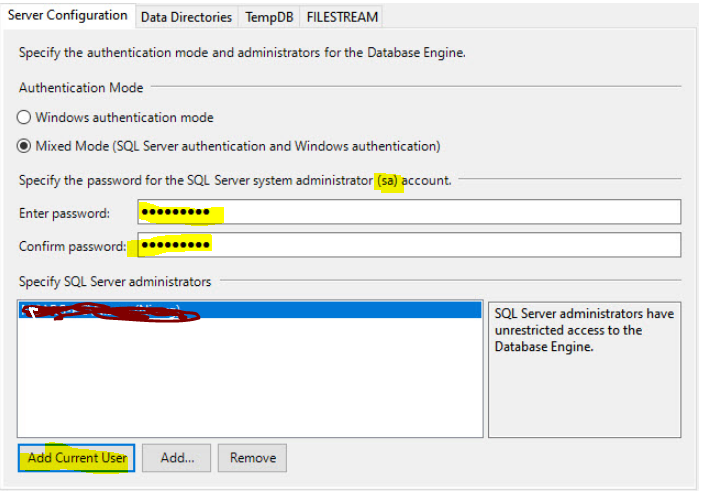 Server Configuration Data Directories TempDB FILESTREAM
Specify the authentication mode and administrators for the Database Engine.
Authentication Mode
Windows authentication mode
Mixed Mode (SQL Server authentication and Windows authentication)
Specify the password for the SQL Server system administrator (sa) account.
Enter password: ●●●●●●●●●
Confirm password: ●●●●●●●●●
Specify SQL Server administrators
SQL Server administrators have
unrestricted access to the
Database Engine.
Add Current User Add... Remove